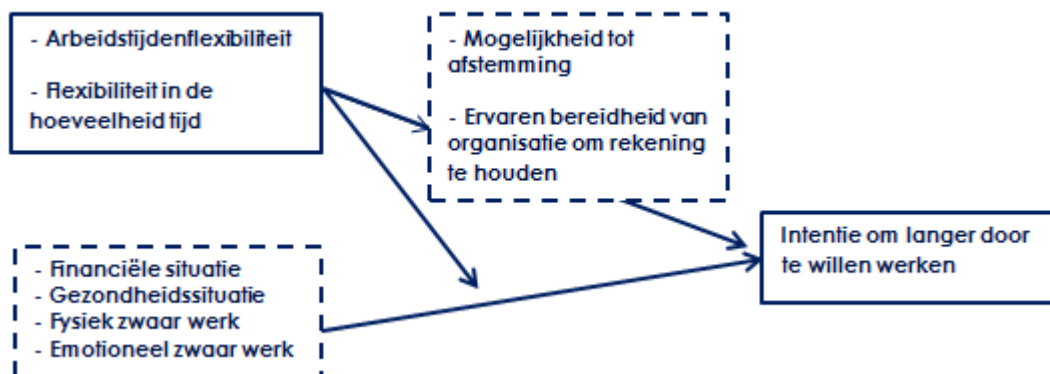 - Arbeidstijdenflexibiliteit
- Flexibiliteit in de
hoeveelheid tijd
- Mogelijkheid tot
afstemming
- Ervaren bereidheid van
organisatie om rekening
te houden
Intentie om langer door
te willen werken
- Financiële situatie
- Gezondheidssituatie
- Fysiek zwaar werk
- Emotioneel zwaar werk